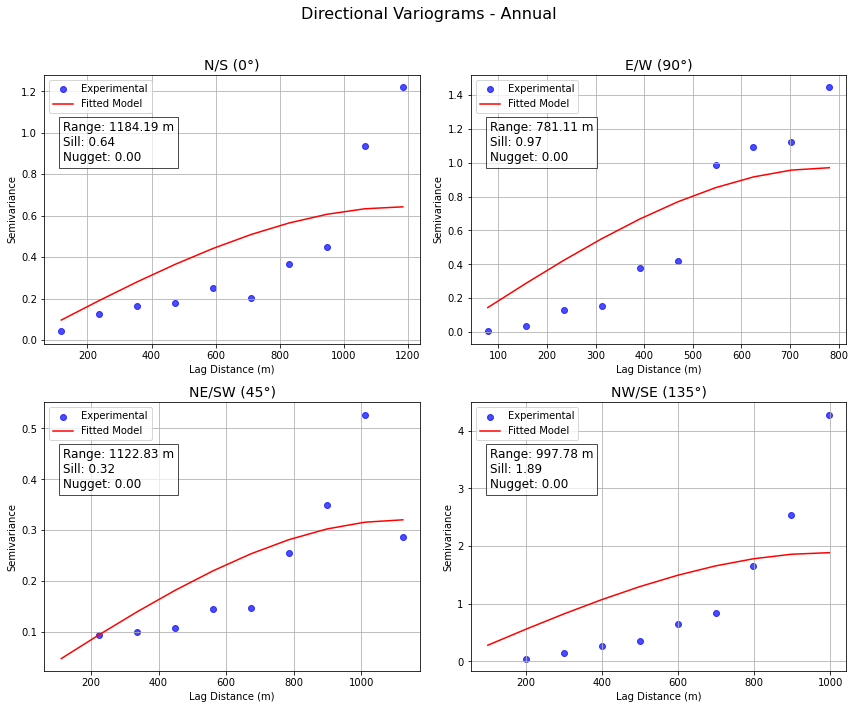 Directional Variograms - Annual
N/S (0°)
Experimental
Fitted Model
Range: 1184.19 m
Sill: 0.64
Nugget: 0.00
Semivariance
0.0
0.2
0.4
0.6
0.8
1.0
1.2
200
400
600
800
1000
1200
Lag Distance (m)
E/W (90°)
Experimental
Fitted Model
Range: 781.11 m
Sill: 0.97
Nugget: 0.00
Semivariance
0.0
0.2
0.4
0.6
0.8
1.0
1.2
1.4
100
200
300
400
500
600
700
800
Lag Distance (m)
NE/SW (45°)
Experimental
Fitted Model
Range: 1122.83 m
Sill: 0.32
Nugget: 0.00
Semivariance
0.1
0.2
0.3
0.4
0.5
200
400
600
800
1000
Lag Distance (m)
NW/SE (135°)
Experimental
Fitted Model
Range: 997.78 m
Sill: 1.89
Nugget: 0.00
Semivariance
0
1
2
3
4
200
400
600
800
1000
Lag Distance (m)